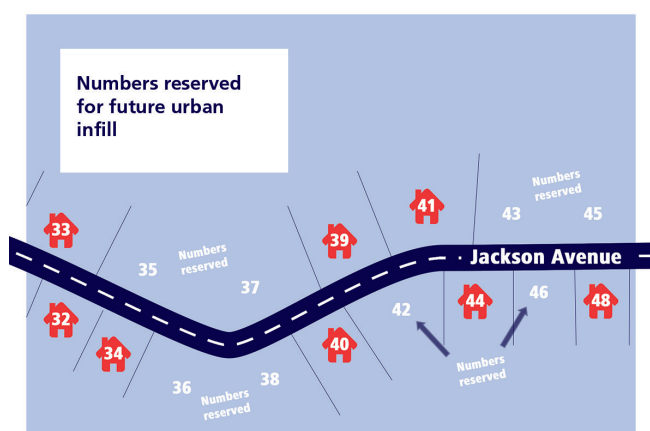 Numbers reserved
for future urban
infill
41
Numbers
reserved
43
45
33
39
Numbers
reserved
35
37
Jackson Avenue
32
34
40
42
44
46
48
36
38
Numbers
reserved
Numbers
reserved